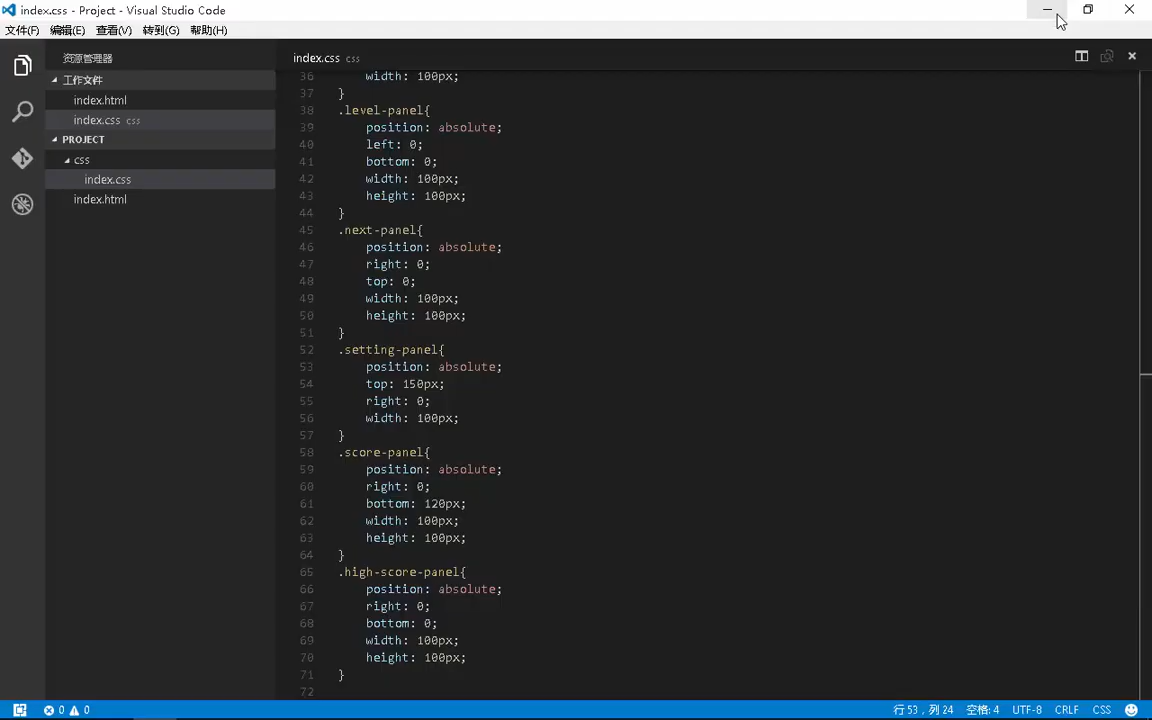 index.css - Project - Visual Studio Code
文件(F) 编辑(E) 查看(V) 转到(G) 帮助(H)
资源管理器
工作文件
index.html
index.css css
PROJECT
css
index.css
index.html
index.css css
36 width: 100px;
37 }
38 .level-panel{
39 position: absolute;
40 left: 0;
41 bottom: 0;
42 width: 100px;
43 height: 100px;
44 }
45 .next-panel{
46 position: absolute;
47 right: 0;
48 top: 0;
49 width: 100px;
50 height: 100px;
51 }
52 .setting-panel{
53 position: absolute;
54 top: 150px;
55 right: 0;
56 width: 100px;
57 }
58 .score-panel{
59 position: absolute;
60 right: 0;
61 bottom: 120px;
62 width: 100px;
63 height: 100px;
64 }
65 .high-score-panel{
66 position: absolute;
67 right: 0;
68 bottom: 0;
69 width: 100px;
70 height: 100px;
71 }
72
0 0 行 53，列 24 空格: 4 UTF-8 CRLF CSS